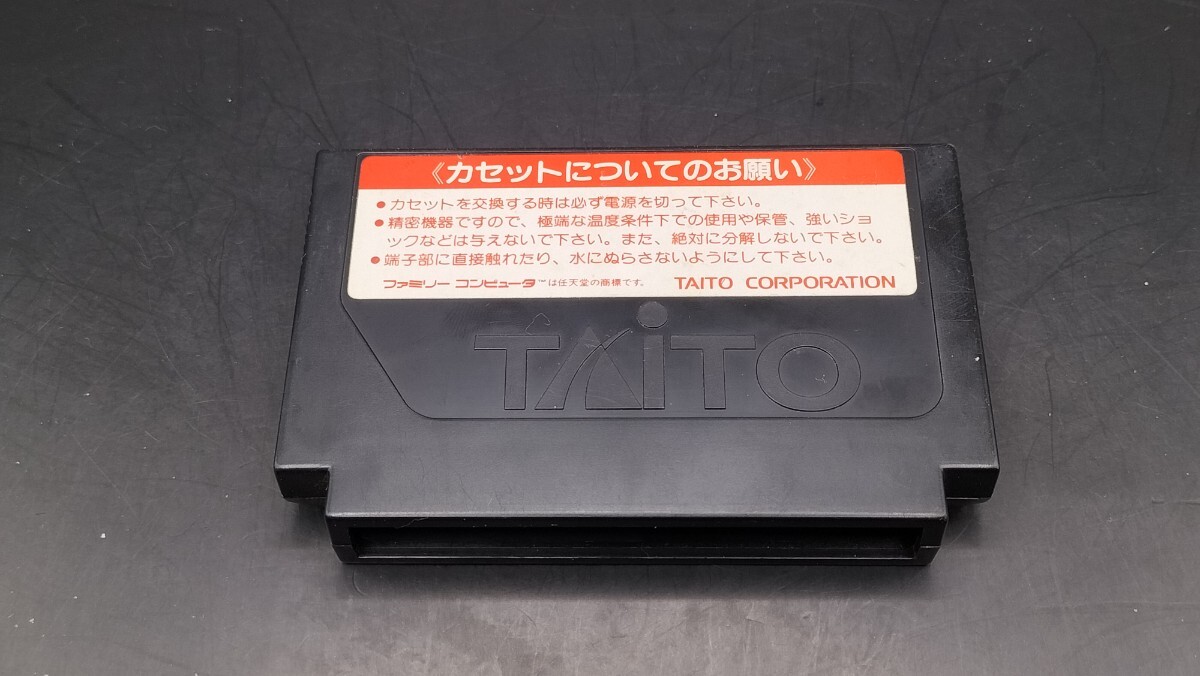 《カセットについてのお願い》
●カセットを交換する時は必ず電源を切って下さい。
●精密機器ですので、極端な温度条件下での使用や保管、強いショ
ックなどは与えないで下さい。また、絶対に分解しないで下さい。
●端子部に直接触れたり、水にぬらさないようにして下さい。
ファミリー コンピュータ™は任天堂の商標です。 TAITO CORPORATION
TAiTO